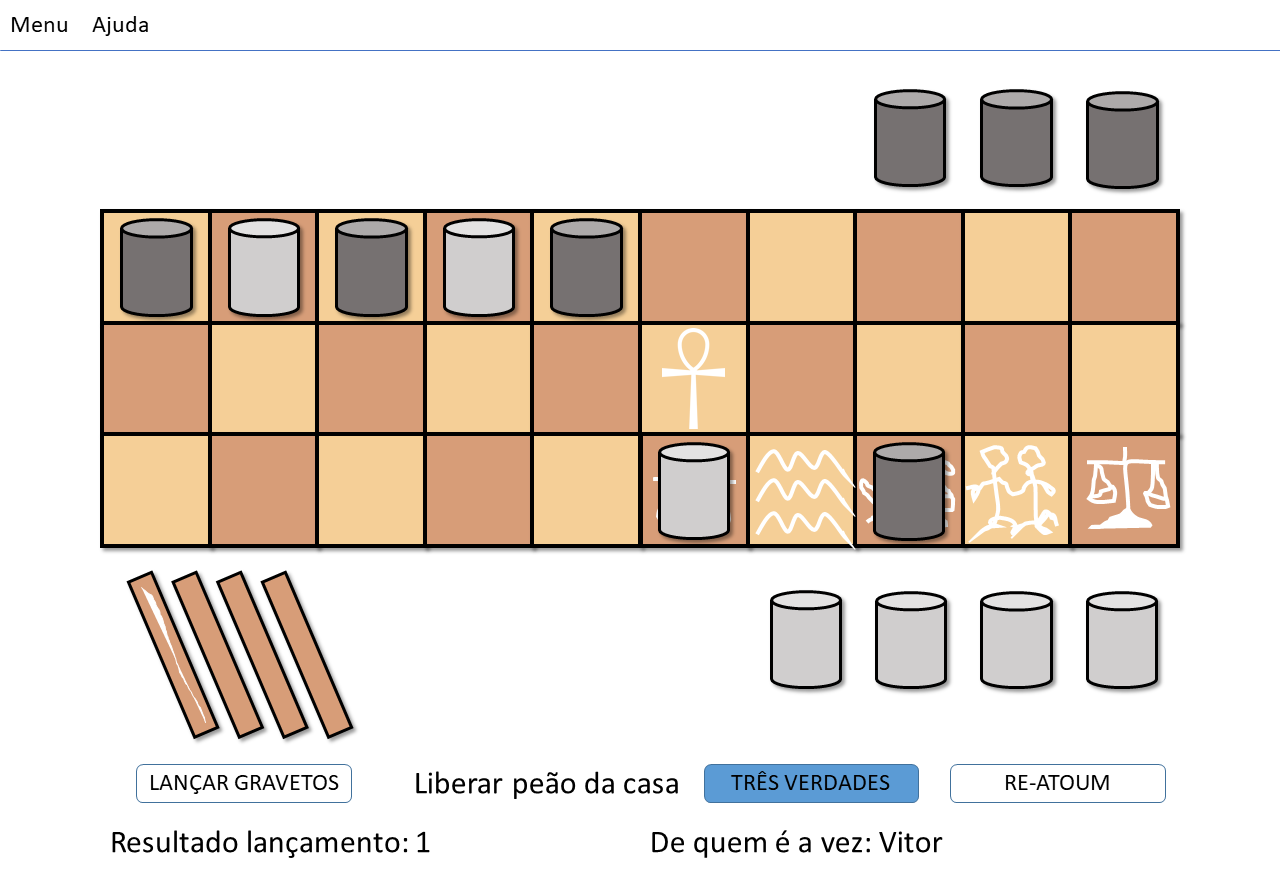 Menu Ajuda
LANÇAR GRAVETOS Liberar peão da casa TRÊS VERDADES RE-ATOUM
Resultado lançamento: 1 De quem é a vez: Vitor